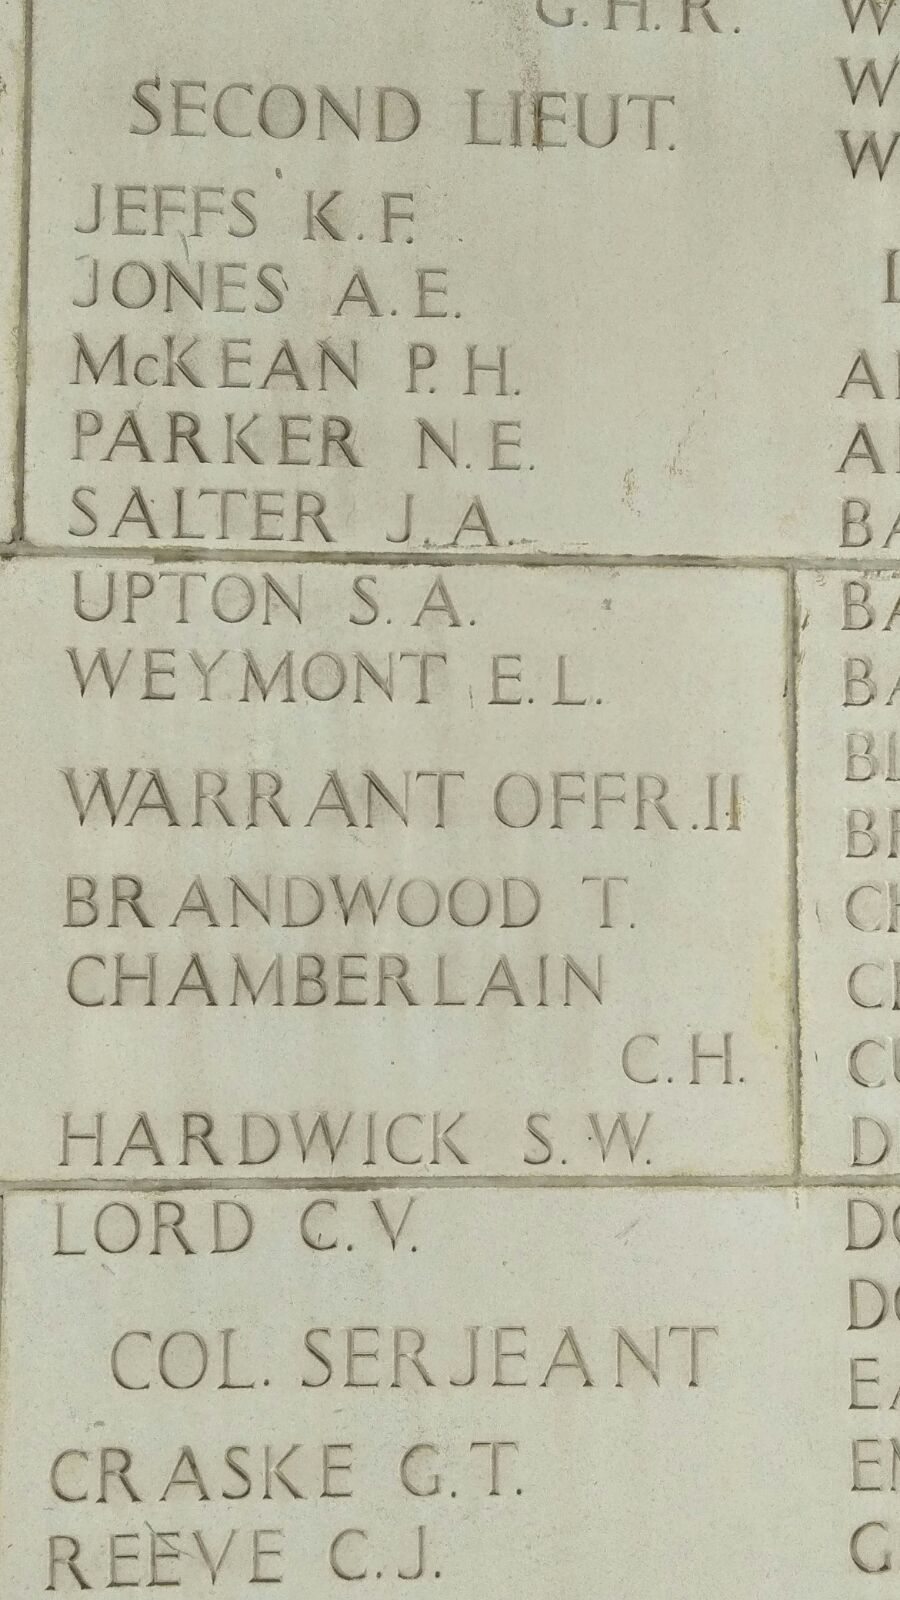 G.H.R.
SECOND LIEUT.
JEFFS K.F.
JONES A.E.
McKEAN P.H.
PARKER N.E.
SALTER J.A.
UPTON S.A.
WEYMONT E.L.
WARRANT OFFR.II
BRANDWOOD T.
CHAMBERLAIN
C.H.
HARDWICK S.W.
LORD C.V.
COL. SERJEANT
CRASKE G.T.
REEVE C.J.